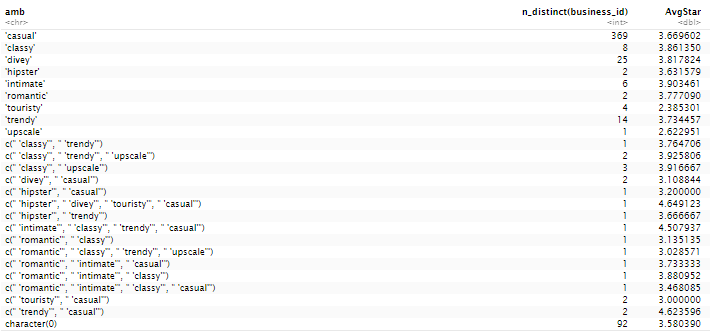 amb n_distinct(business_id) AvgStar
<chr> <int> <dbl>
'casual' 369 3.669602
'classy' 8 3.861350
'divey' 25 3.817824
'hipster' 2 3.631579
'intimate' 6 3.903461
'romantic' 2 3.777090
'touristy' 4 2.385301
'trendy' 14 3.734457
'upscale' 1 2.622951
c(" 'classy'", " 'trendy'") 1 3.764706
c(" 'classy'", " 'trendy'", " 'upscale'") 2 3.925806
c(" 'classy'", " 'upscale'") 3 3.916667
c(" 'divey'", " 'casual'") 2 3.108844
c(" 'hipster'", " 'casual'") 1 3.200000
c(" 'hipster'", " 'divey'", " 'touristy'", " 'casual'") 1 4.649123
c(" 'hipster'", " 'trendy'") 1 3.666667
c(" 'intimate'", " 'classy'", " 'trendy'", " 'casual'") 1 4.507937
c(" 'romantic'", " 'classy'") 1 3.135135
c(" 'romantic'", " 'classy'", " 'trendy'", " 'upscale'") 1 3.028571
c(" 'romantic'", " 'intimate'", " 'casual'") 1 3.733333
c(" 'romantic'", " 'intimate'", " 'classy'") 1 3.880952
c(" 'romantic'", " 'intimate'", " 'classy'", " 'casual'") 1 3.468085
c(" 'touristy'", " 'casual'") 2 3.000000
c(" 'trendy'", " 'casual'") 2 4.623596
character(0) 92 3.580390